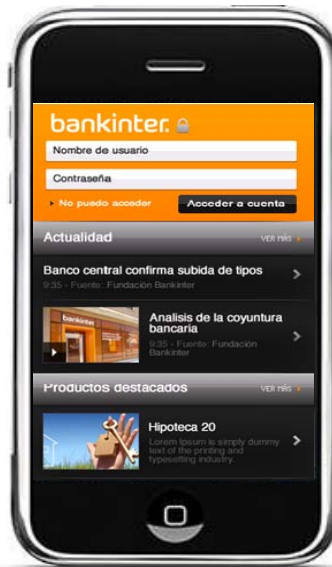 bankinter.
Nombre de usuario
Contraseña
No puedo acceder
Acceder a cuenta
Actualidad
VER MÁS
Banco central confirma subida de tipos
9:35 - Fuente: Fundación Bankinter
bankinter.
Analisis de la coyuntura
bancaria
9:35 - Fuente: Fundación
Bankinter
Productos destacados
VER MÁS
Hipoteca 20
Lorem Ipsum is simply dummy
text of the printing and
typesetting industry.